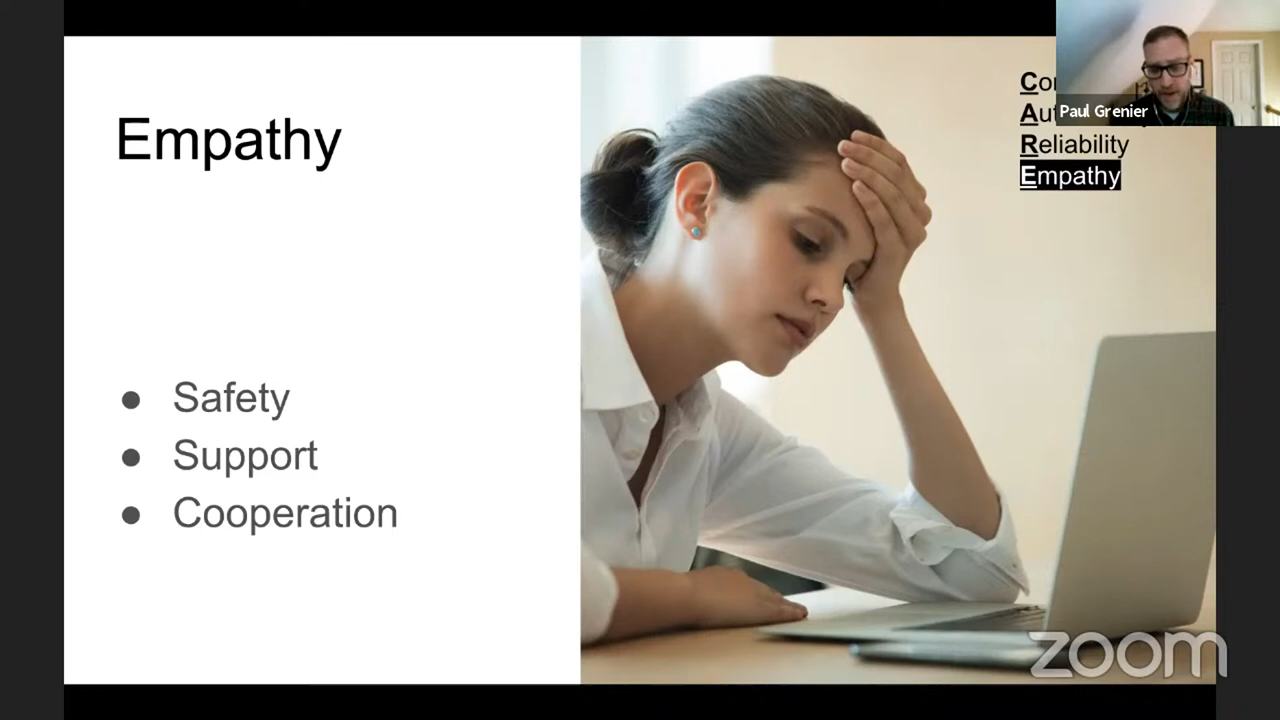 Empathy
Safety
Support
Cooperation
Reliability
Empathy
Paul Grenier
zoom